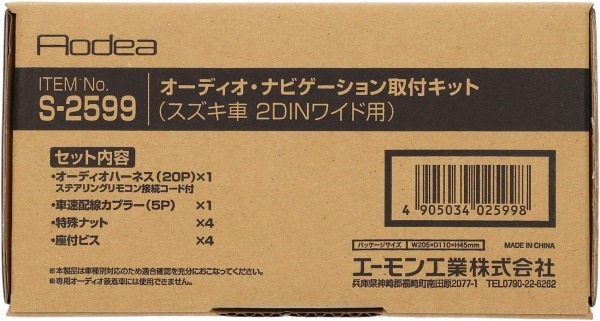 Aodea
ITEM No.
S-2599
オーディオ・ナビゲーション取付キット
(スズキ車 2DINワイド用)
セット内容
・オーディオハーネス(20P)×1
ステアリングリモコン接続コード付
・車速配線カプラー(5P) ×1
・特殊ナット ×4
・座付ビス ×4
4 905034 025998
パッケージサイズ W205×D110×H45mm
MADE IN CHINA
※本製品は車種別対応のため適合確認を充分におこなってください。
※専用オーディオ装着車には使用できません。
エーモン工業株式会社
兵庫県神崎郡福崎町南田原2077-1 TEL0790-22-6262